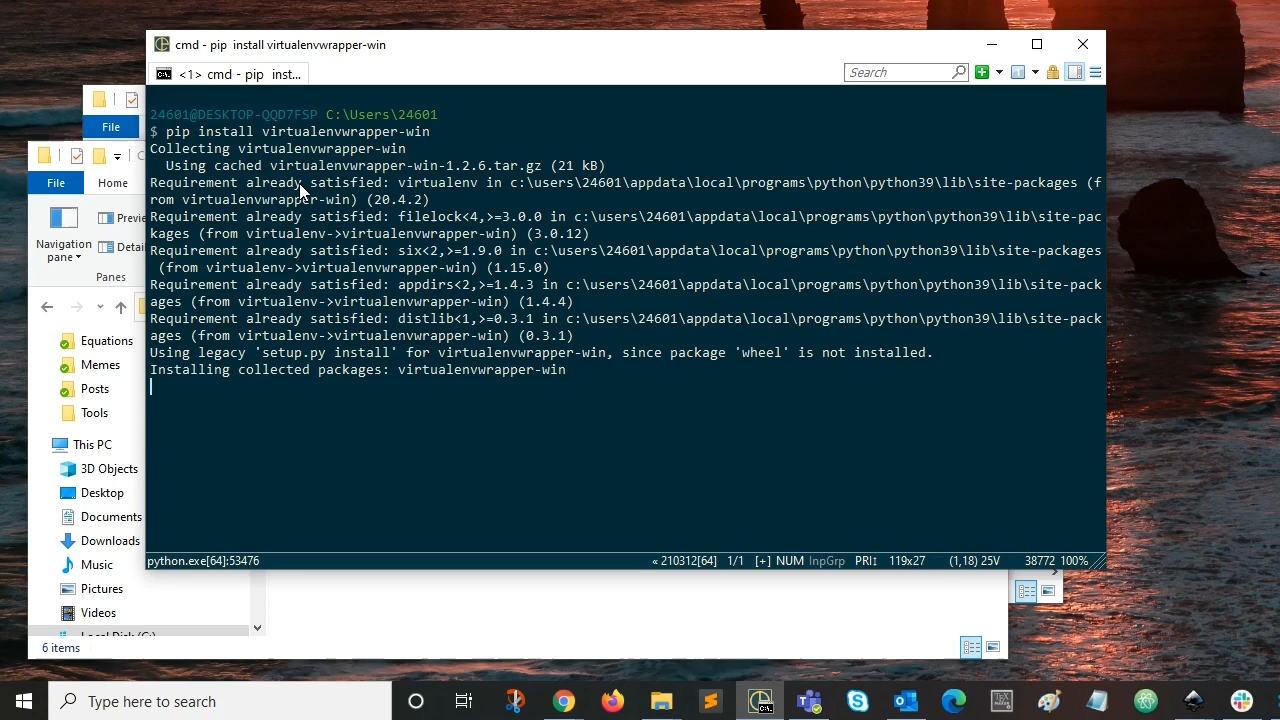 cmd - pip  install virtualenvwrapper-win
<1> cmd - pip  inst...
Search
24601@DESKTOP-QQD7FSP C:\Users\24601
$ pip install virtualenvwrapper-win
Collecting virtualenvwrapper-win
  Using cached virtualenvwrapper-win-1.2.6.tar.gz (21 kB)
Requirement already satisfied: virtualenv in c:\users\24601\appdata\local\programs\python\python39\lib\site-packages (f
rom virtualenvwrapper-win) (20.4.2)
Requirement already satisfied: filelock<4,>=3.0.0 in c:\users\24601\appdata\local\programs\python\python39\lib\site-pac
kages (from virtualenv->virtualenvwrapper-win) (3.0.12)
Requirement already satisfied: six<2,>=1.9.0 in c:\users\24601\appdata\local\programs\python\python39\lib\site-packages
 (from virtualenv->virtualenvwrapper-win) (1.15.0)
Requirement already satisfied: appdirs<2,>=1.4.3 in c:\users\24601\appdata\local\programs\python\python39\lib\site-pack
ages (from virtualenv->virtualenvwrapper-win) (1.4.4)
Requirement already satisfied: distlib<1,>=0.3.1 in c:\users\24601\appdata\local\programs\python\python39\lib\site-pack
ages (from virtualenv->virtualenvwrapper-win) (0.3.1)
Using legacy 'setup.py install' for virtualenvwrapper-win, since package 'wheel' is not installed.
Installing collected packages: virtualenvwrapper-win
python.exe[64]:53476
« 210312[64] 1/1 [+] NUM InpGrp PRI↕ 119x27 (1,18) 25V 38772 100%
File
File
Home
Navigation
pane
Panes
Equations
Memes
Posts
Tools
This PC
3D Objects
Desktop
Documents
Downloads
Music
Pictures
Videos
6 items
Type here to search